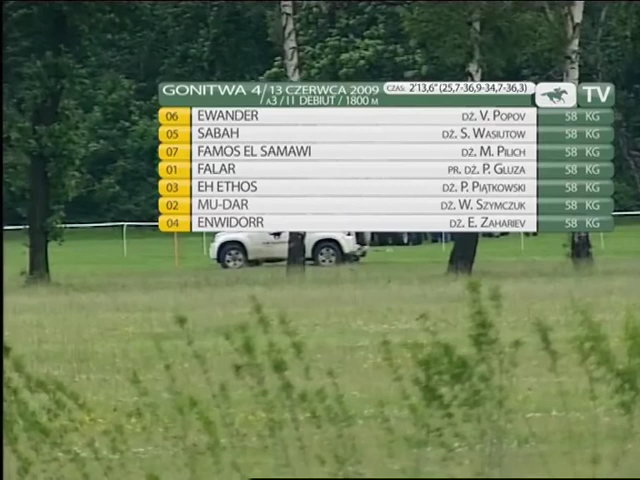 GONITWA 4/13 CZERWCA 2009 CZAS: 2'13,6" (25,7-36,9-34,7-36,3) TV
/A3/II DEBIUT / 1800 M
06 EWANDER DŻ. V. POPOV 58 KG
05 SABAH DŻ. S. WASIUTOW 58 KG
07 FAMOS EL SAMAWI DŻ. M. PILICH 58 KG
01 FALAR PR. DŻ. P. GLUZA 58 KG
03 EH ETHOS DŻ. P. PIĄTKOWSKI 58 KG
02 MU-DAR DŻ. W. SZYMCZUK 58 KG
04 ENWIDORR DŻ. E. ZAHARIEV 58 KG